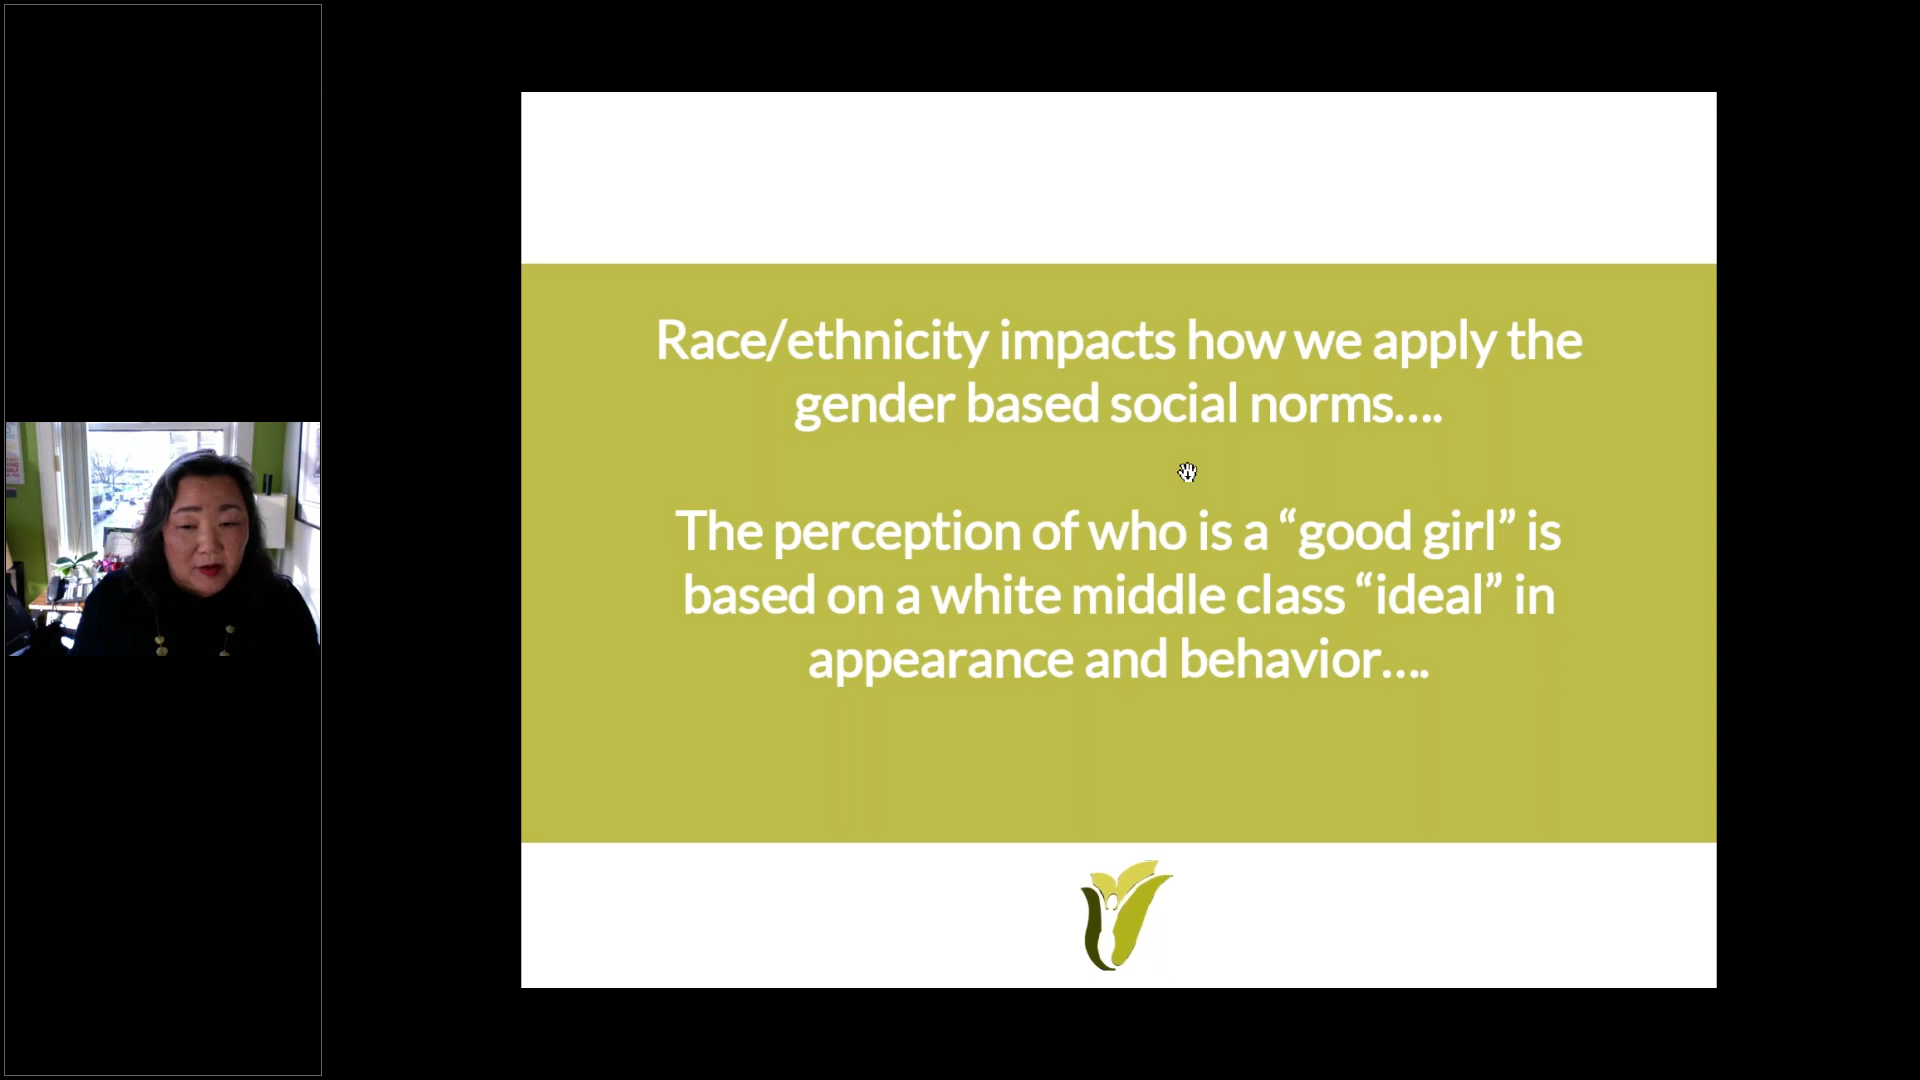 Race/ethnicity impacts how we apply the
gender based social norms....
The perception of who is a “good girl” is
based on a white middle class “ideal” in
appearance and behavior....